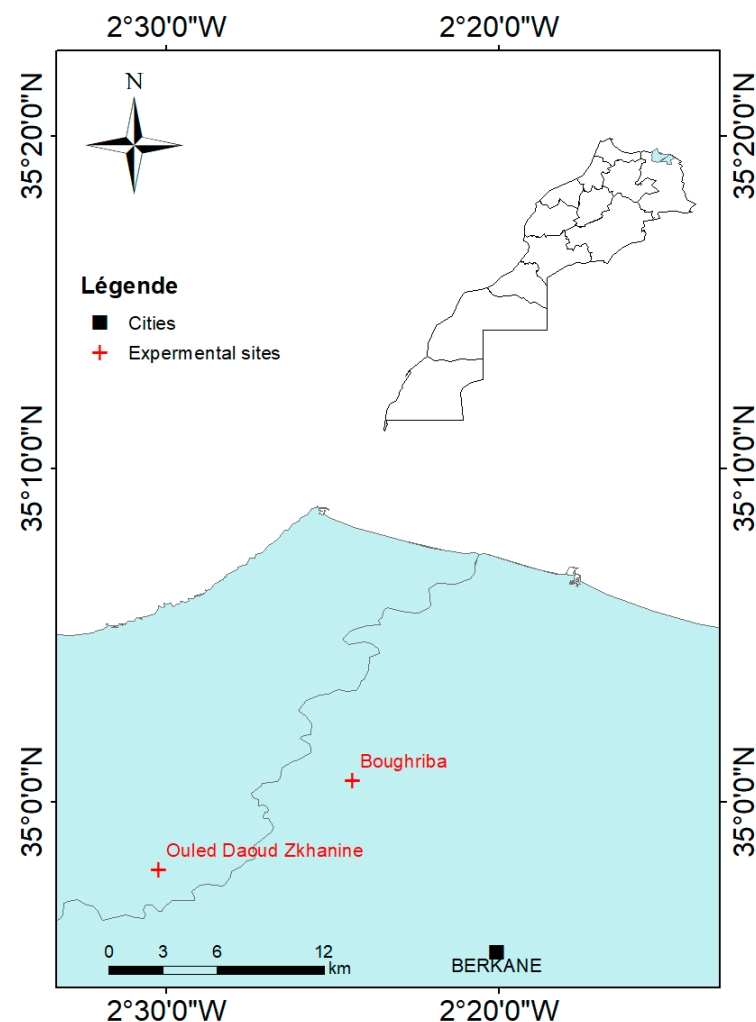 2°30'0"W 2°20'0"W
35°20'0"N 35°20'0"N
N
Légende
Cities
Expermental sites
35°10'0"N 35°10'0"N
Boughriba
35°0'0"N 35°0'0"N
Ouled Daoud Zkhanine
0 3 6 12
km
BERKANE
2°30'0"W 2°20'0"W